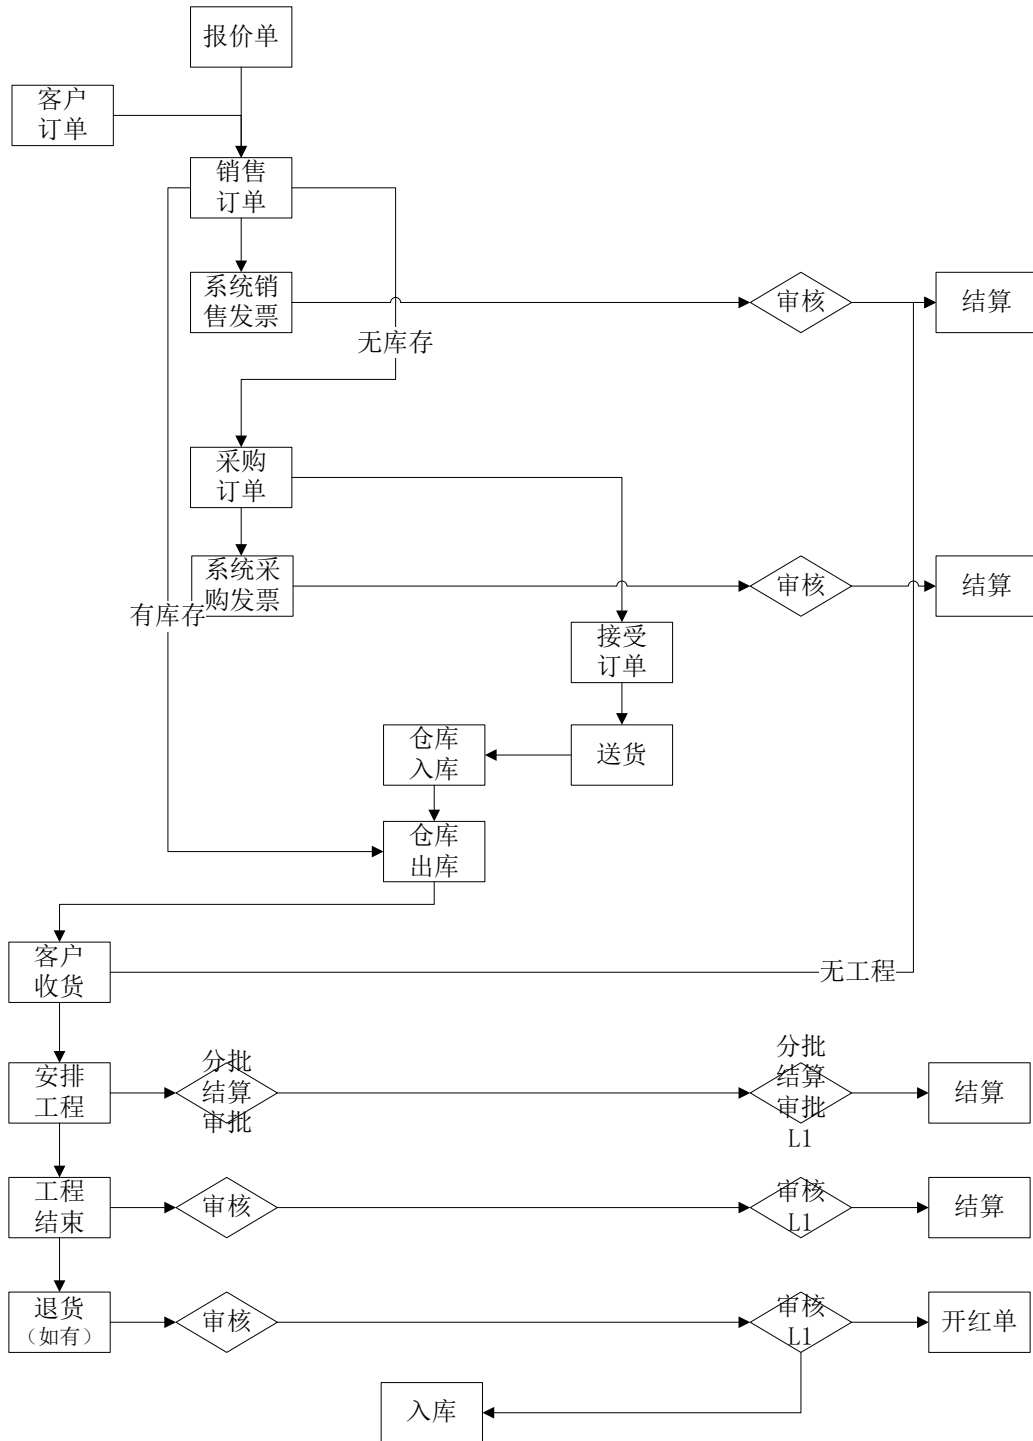 报价单
客户
订单
销售
订单
系统销
售发票
审核
结算
无库存
采购
订单
系统采
购发票
审核
结算
有库存
接受
订单
仓库
入库
送货
仓库
出库
客户
收货
无工程
安排
工程
分批
结算
审批
分批
结算
审批
L1
结算
工程
结束
审核
审核
L1
结算
退货
（如有）
审核
审核
L1
开红单
入库